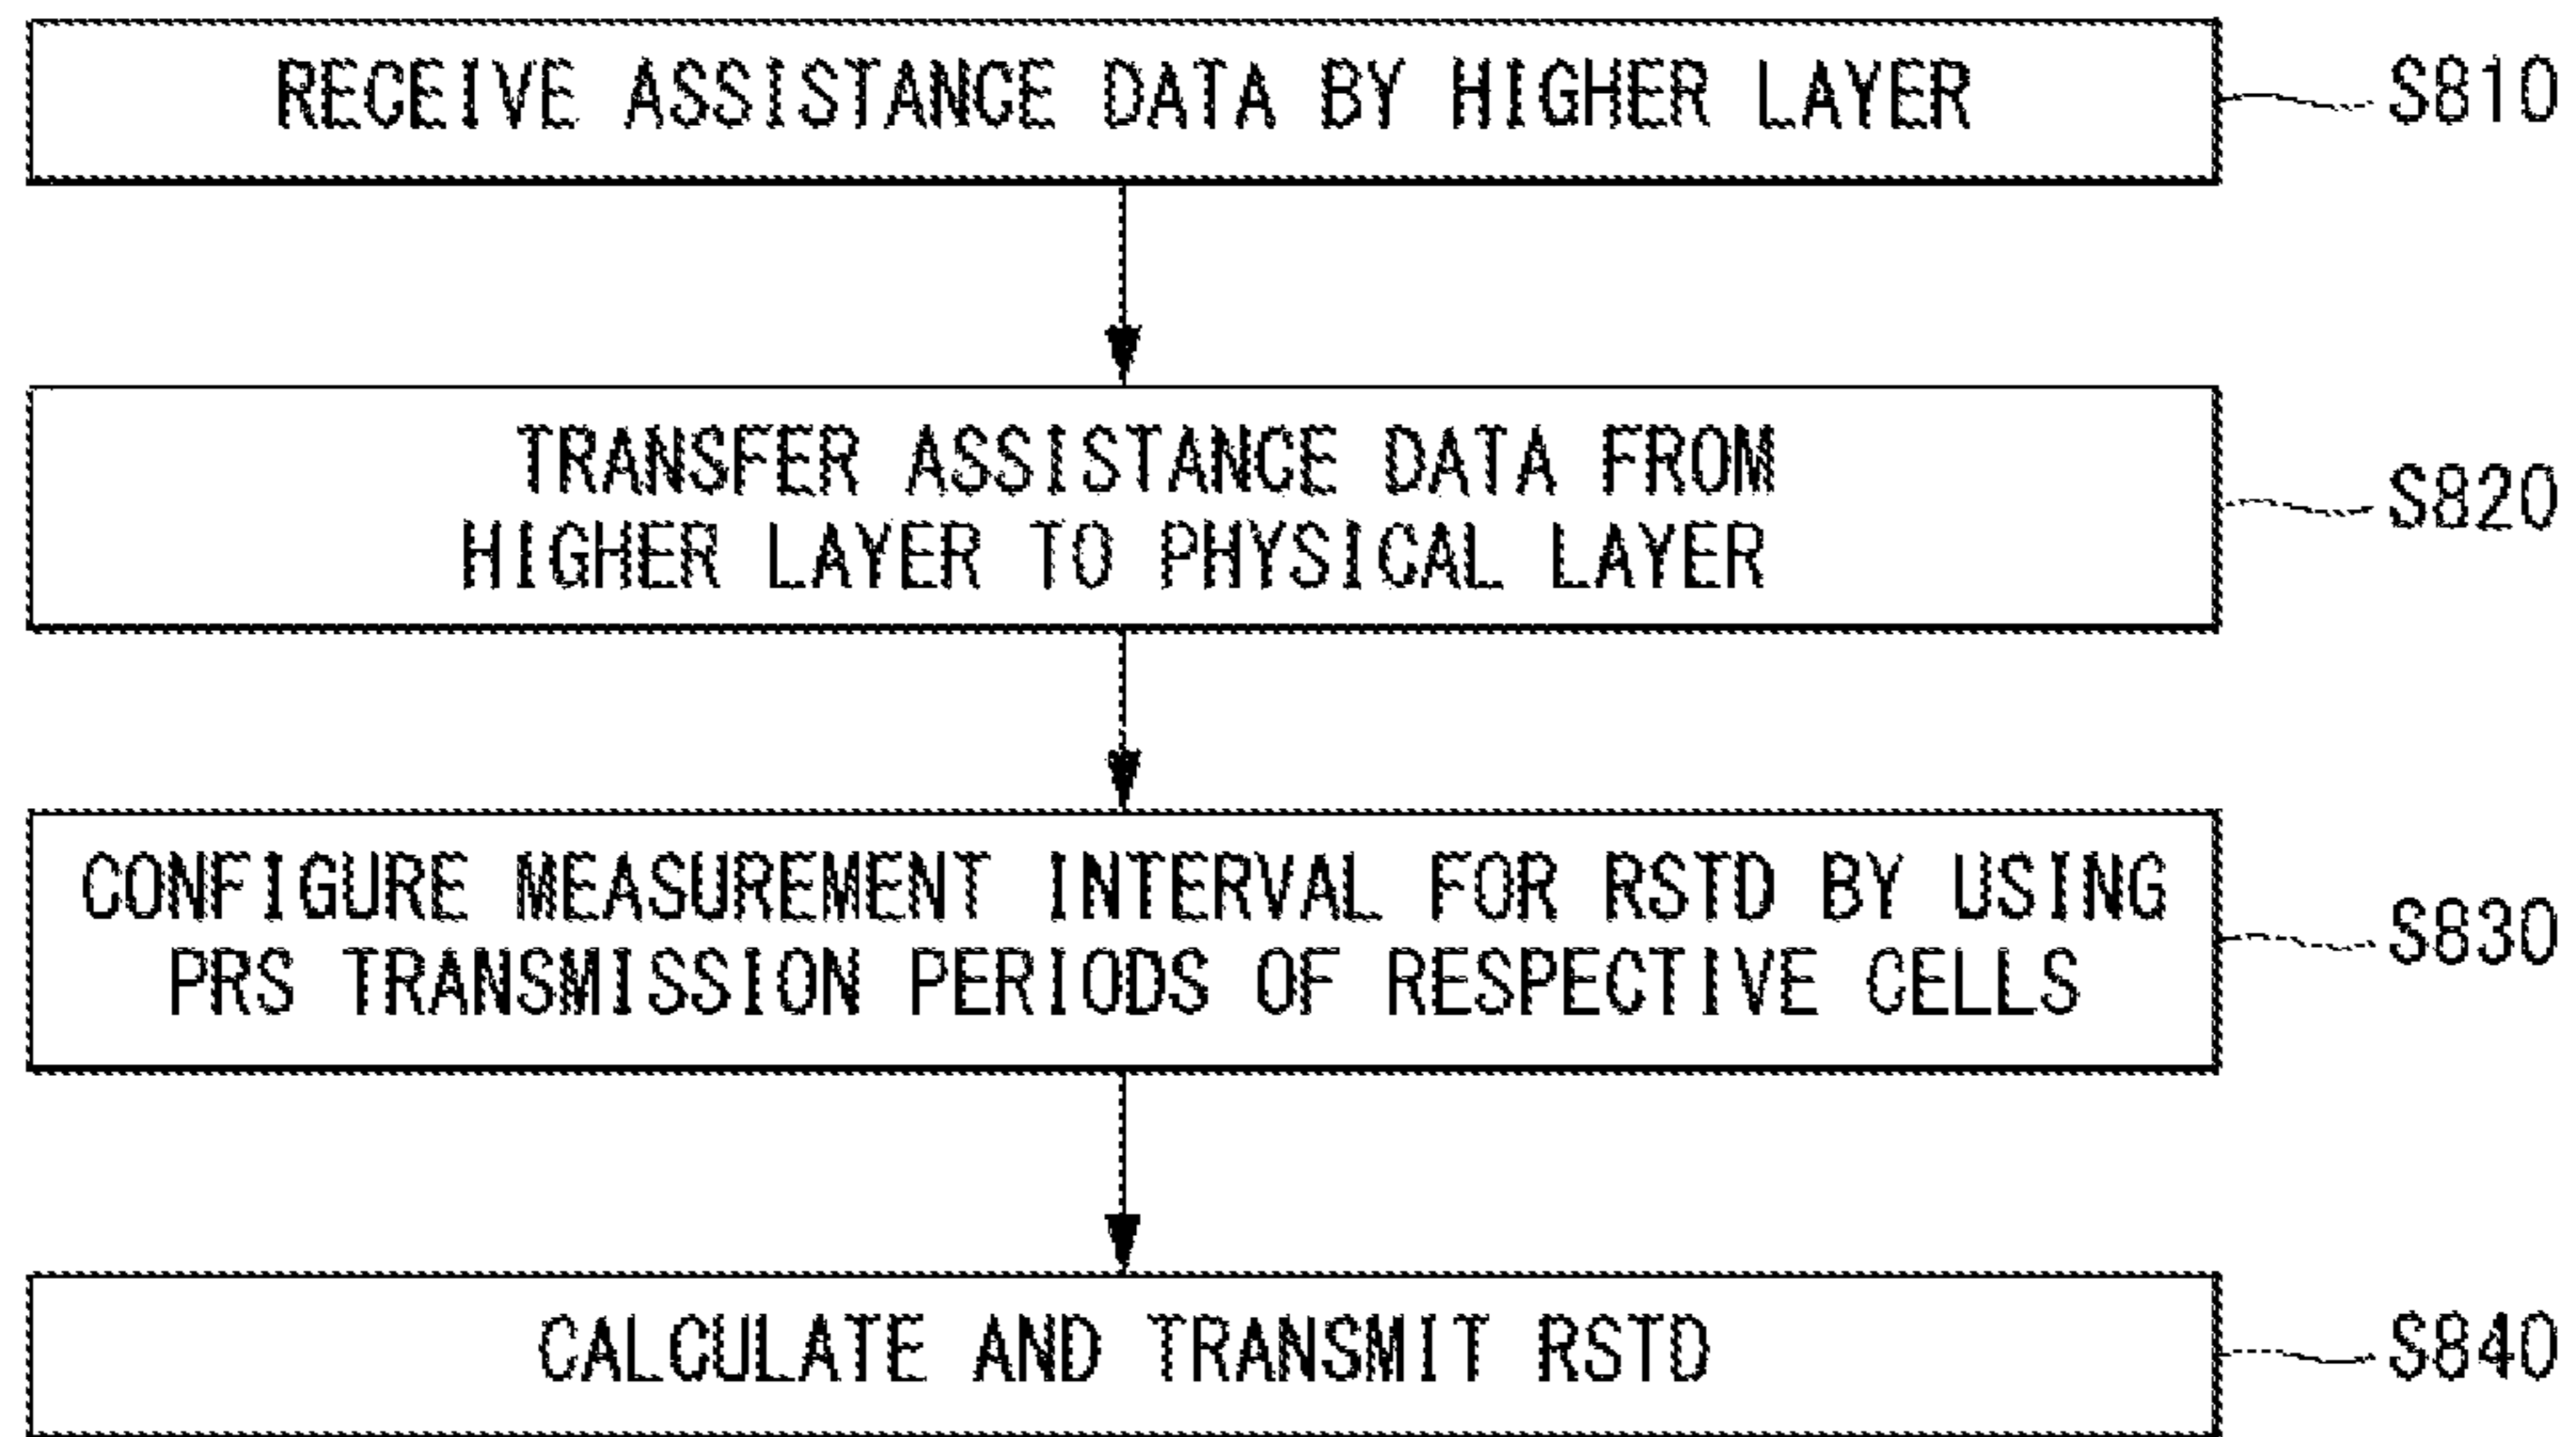 RECEIVE ASSISTANCE DATA BY HIGHER LAYER
S810
TRANSFER ASSISTANCE DATA FROM
HIGHER LAYER TO PHYSICAL LAYER
S820
CONFIGURE MEASUREMENT INTERVAL FOR RSTD BY USING
PRS TRANSMISSION PERIODS OF RESPECTIVE CELLS
S830
CALCULATE AND TRANSMIT RSTD
S840